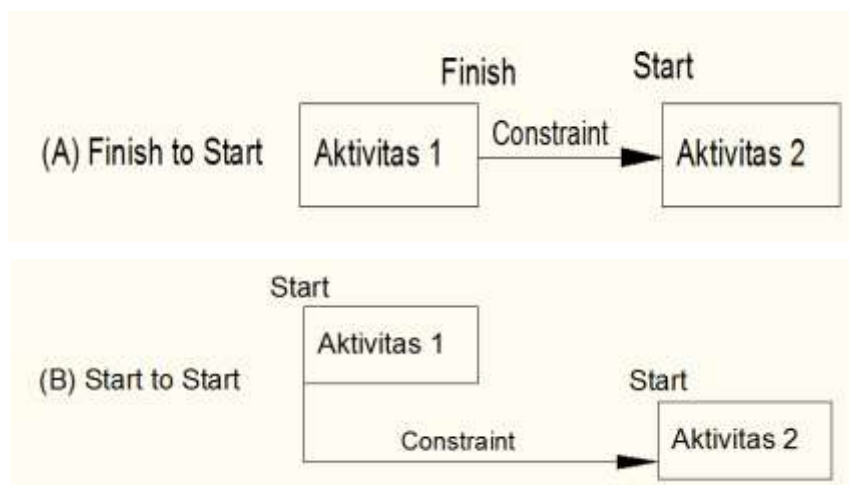 Finish Start
(A) Finish to Start Aktivitas 1 Constraint Aktivitas 2
Start
Aktivitas 1
(B) Start to Start Start
Constraint Aktivitas 2